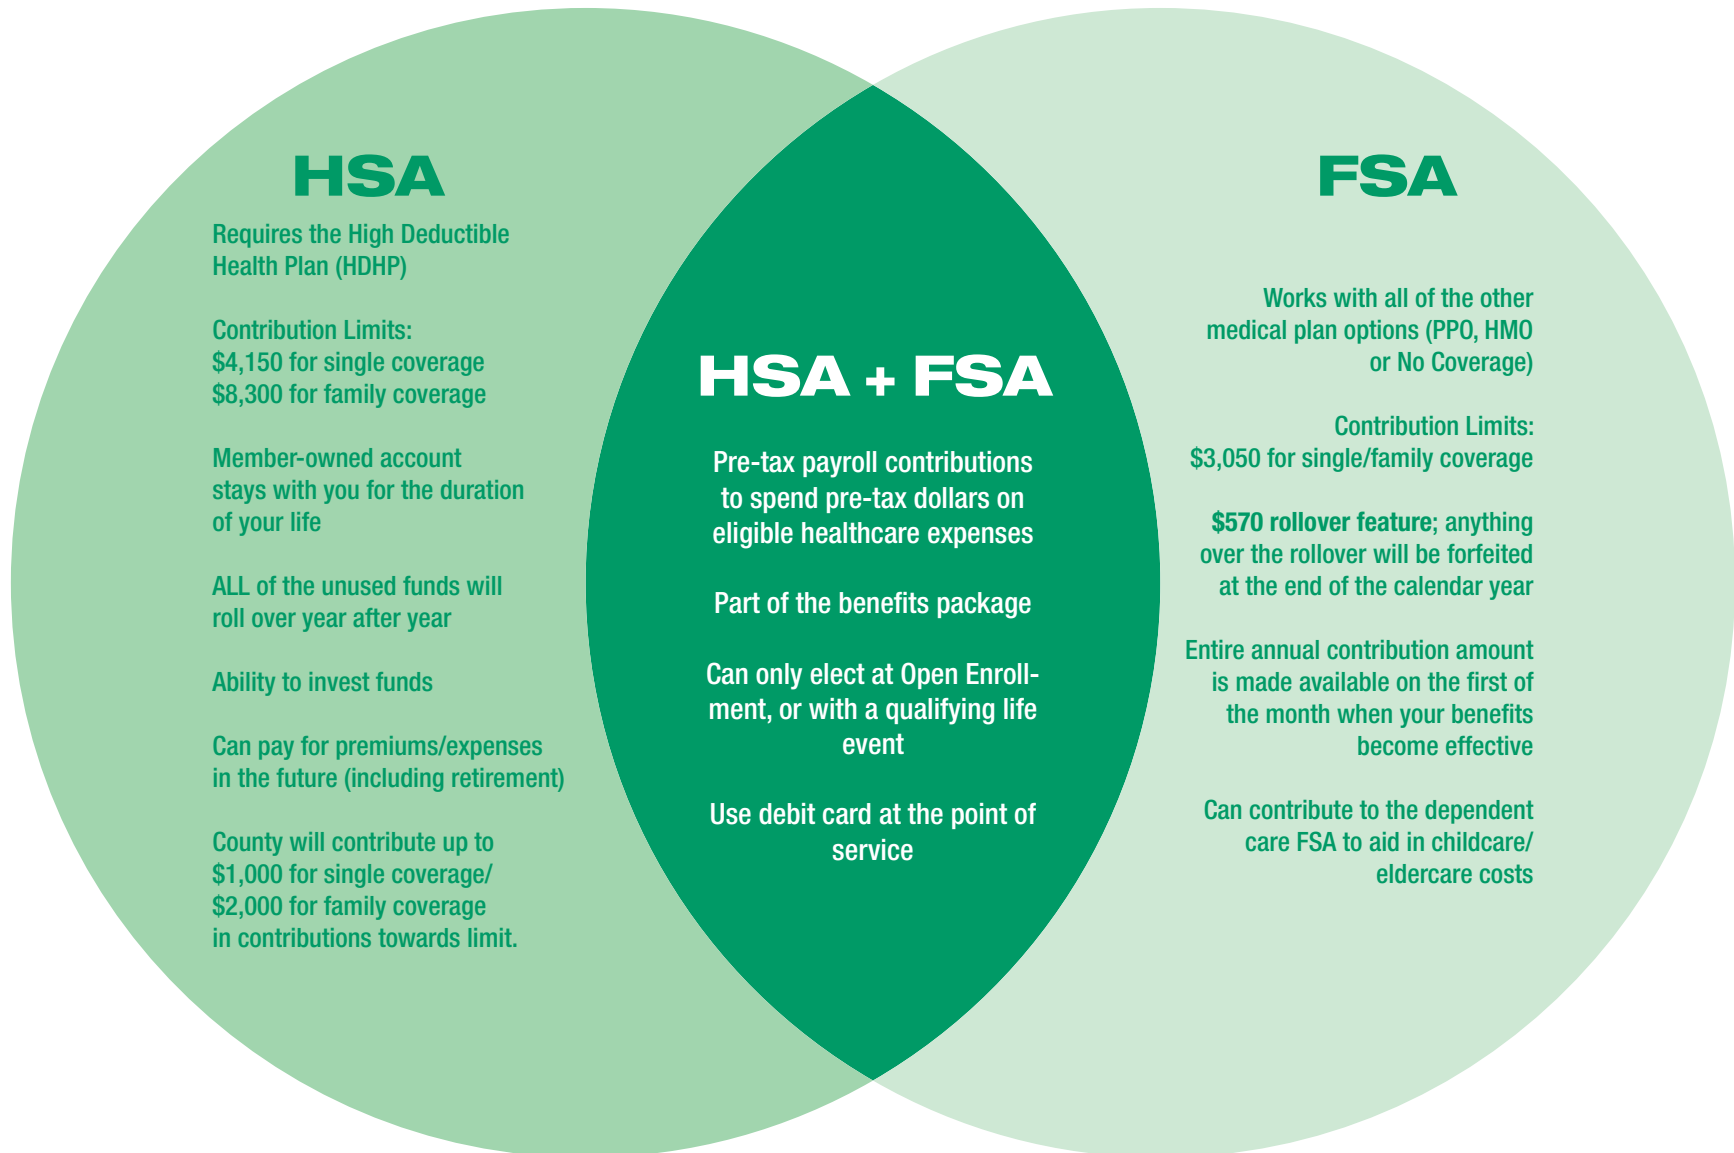 HSA
Requires the High Deductible
Health Plan (HDHP)
Contribution Limits:
$4,150 for single coverage
$8,300 for family coverage
Member-owned account
stays with you for the duration
of your life
ALL of the unused funds will
roll over year after year
Ability to invest funds
Can pay for premiums/expenses
in the future (including retirement)
County will contribute up to
$1,000 for single coverage/
$2,000 for family coverage
in contributions towards limit.
HSA + FSA
Pre-tax payroll contributions
to spend pre-tax dollars on
eligible healthcare expenses
Part of the benefits package
Can only elect at Open Enroll-
ment, or with a qualifying life
event
Use debit card at the point of
service
FSA
Works with all of the other
medical plan options (PPO, HMO
or No Coverage)
Contribution Limits:
$3,050 for single/family coverage
$570 rollover feature; anything
over the rollover will be forfeited
at the end of the calendar year
Entire annual contribution amount
is made available on the first of
the month when your benefits
become effective
Can contribute to the dependent
care FSA to aid in childcare/
eldercare costs